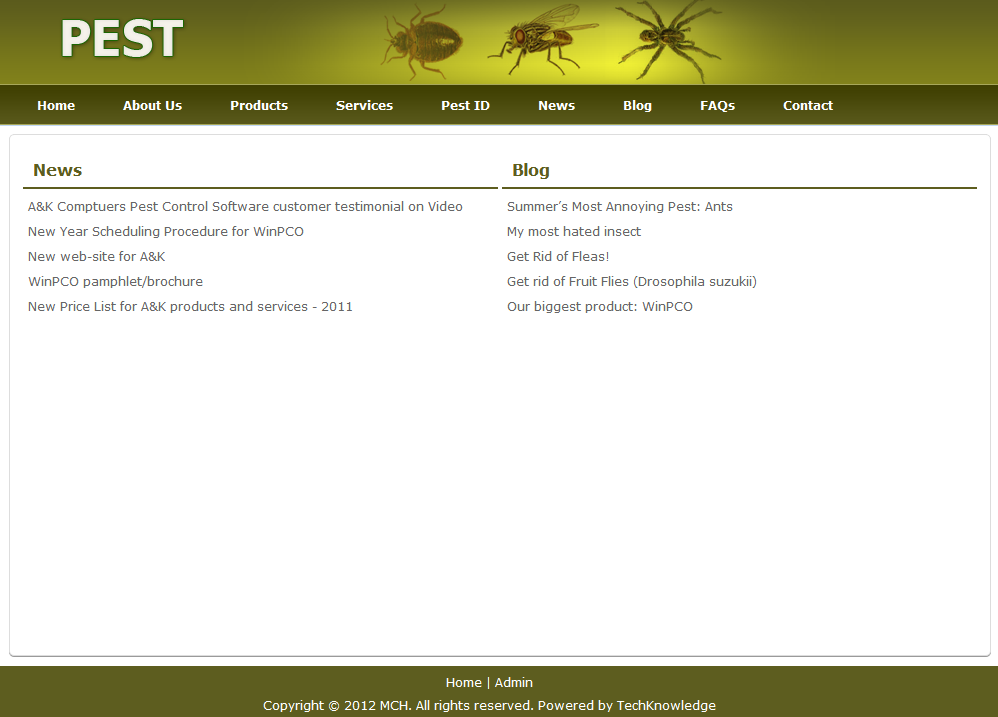 PEST
Home About Us Products Services Pest ID News Blog FAQs Contact
News
A&K Comptuers Pest Control Software customer testimonial on Video
New Year Scheduling Procedure for WinPCO
New web-site for A&K
WinPCO pamphlet/brochure
New Price List for A&K products and services - 2011
Blog
Summer’s Most Annoying Pest: Ants
My most hated insect
Get Rid of Fleas!
Get rid of Fruit Flies (Drosophila suzukii)
Our biggest product: WinPCO
Home | Admin
Copyright © 2012 MCH. All rights reserved. Powered by TechKnowledge